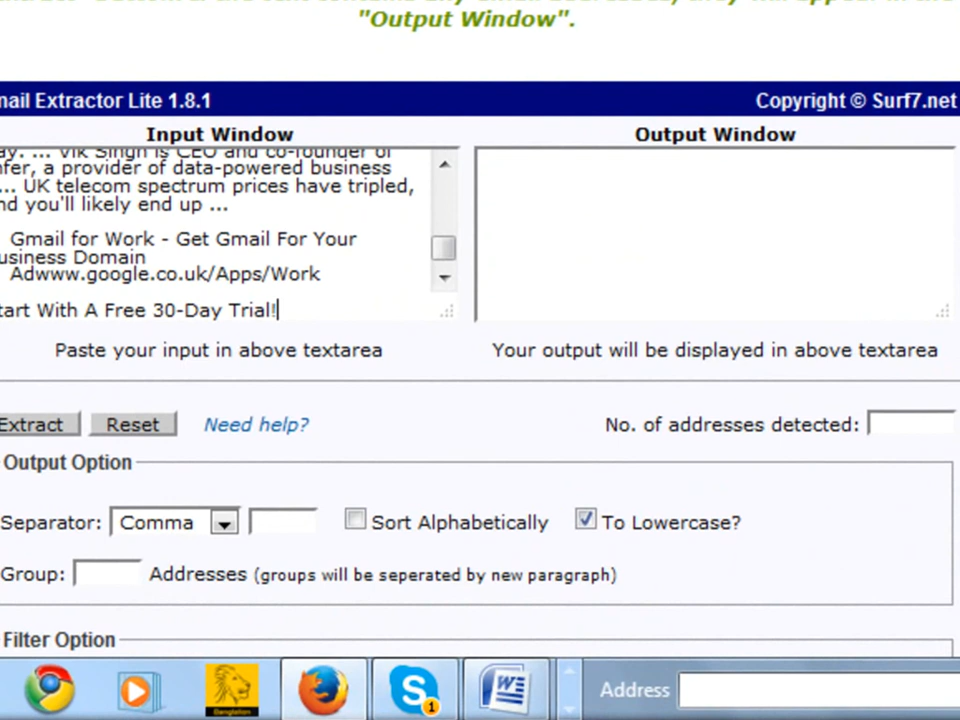 "Output Window".
mail Extractor Lite 1.8.1
Copyright © Surf7.net
Input Window
Output Window
ay. ... Vik Singh is CEO and co-founder of
nfer, a provider of data-powered business
... UK telecom spectrum prices have tripled,
nd you'll likely end up ...
Gmail for Work - Get Gmail For Your
usiness Domain
Adwww.google.co.uk/Apps/Work
tart With A Free 30-Day Trial!
Paste your input in above textarea
Your output will be displayed in above textarea
Extract
Reset
Need help?
No. of addresses detected:
Output Option
Separator:
Comma
Sort Alphabetically
To Lowercase?
Group:
Addresses (groups will be seperated by new paragraph)
Filter Option
1
Address